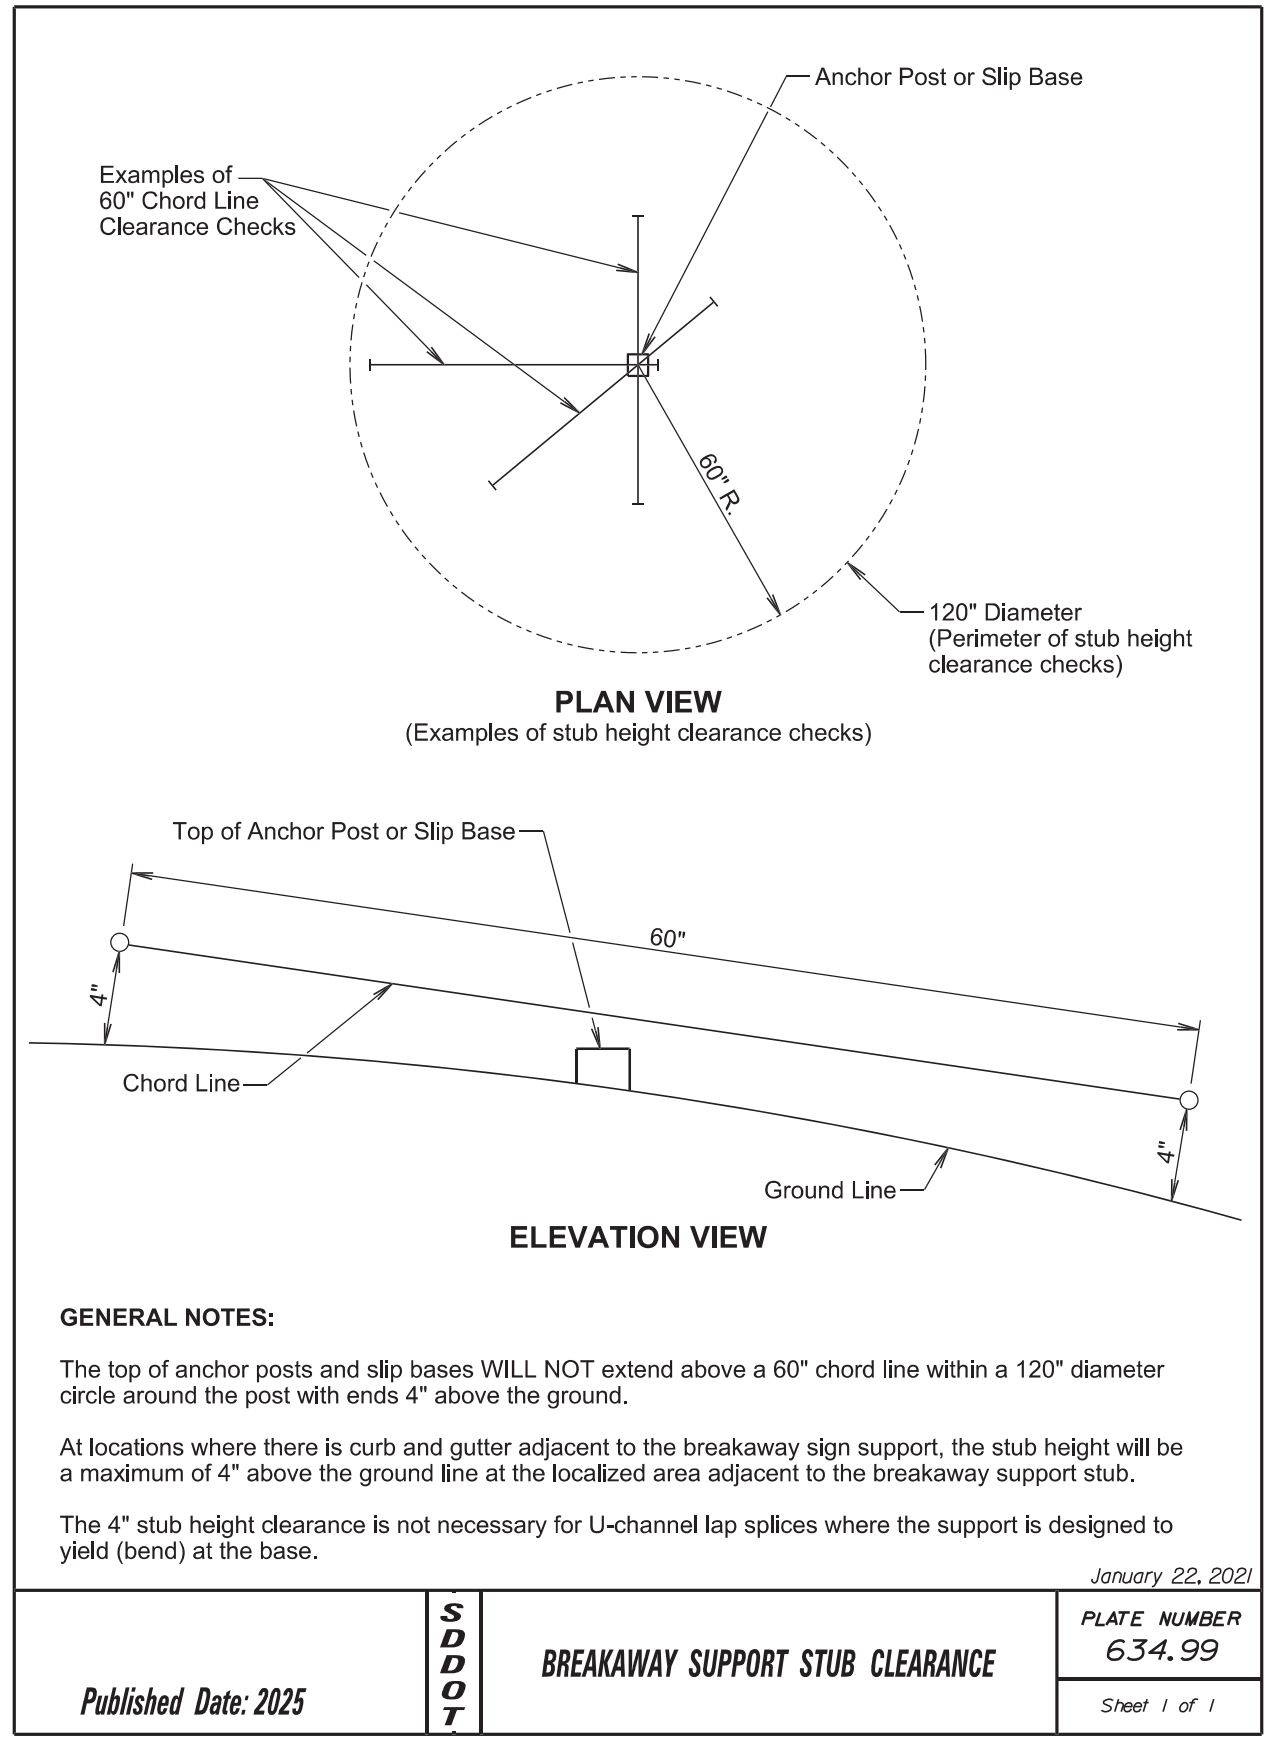 Anchor Post or Slip Base
Examples of
60" Chord Line
Clearance Checks
60" R.
120" Diameter
(Perimeter of stub height
clearance checks)
PLAN VIEW
(Examples of stub height clearance checks)
Top of Anchor Post or Slip Base
60"
4"
Chord Line
4"
Ground Line
ELEVATION VIEW
GENERAL NOTES:
The top of anchor posts and slip bases WILL NOT extend above a 60" chord line within a 120" diameter
circle around the post with ends 4" above the ground.
At locations where there is curb and gutter adjacent to the breakaway sign support, the stub height will be
a maximum of 4" above the ground line at the localized area adjacent to the breakaway support stub.
The 4" stub height clearance is not necessary for U-channel lap splices where the support is designed to
yield (bend) at the base.
January 22, 2021
Published Date: 2025
S
D
D
O
T
BREAKAWAY SUPPORT STUB CLEARANCE
PLATE NUMBER
634.99
Sheet 1 of 1